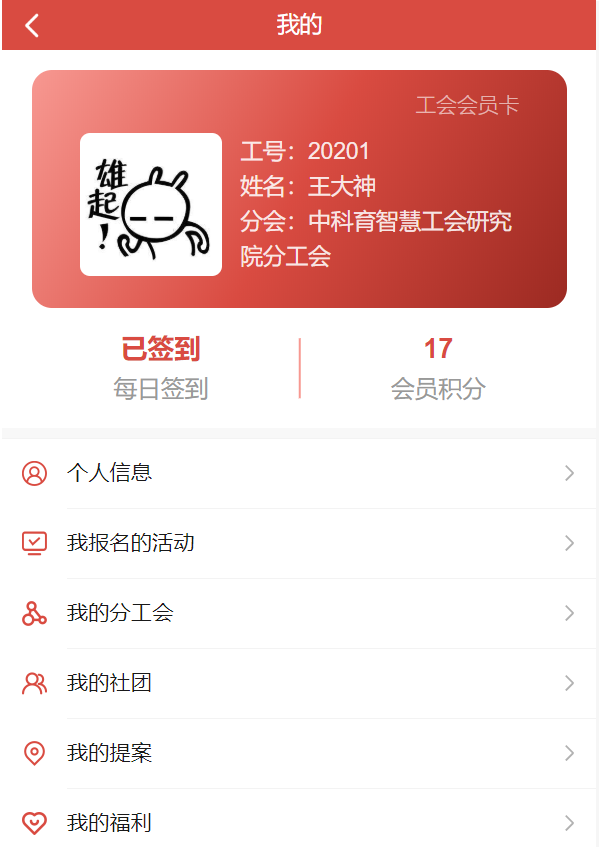 我的
工会会员卡
雄
起
！
工号：20201
姓名：王大神
分会：中科育智慧工会研究
院分工会
已签到
每日签到
17
会员积分
个人信息
我报名的活动
我的分工会
我的社团
我的提案
我的福利